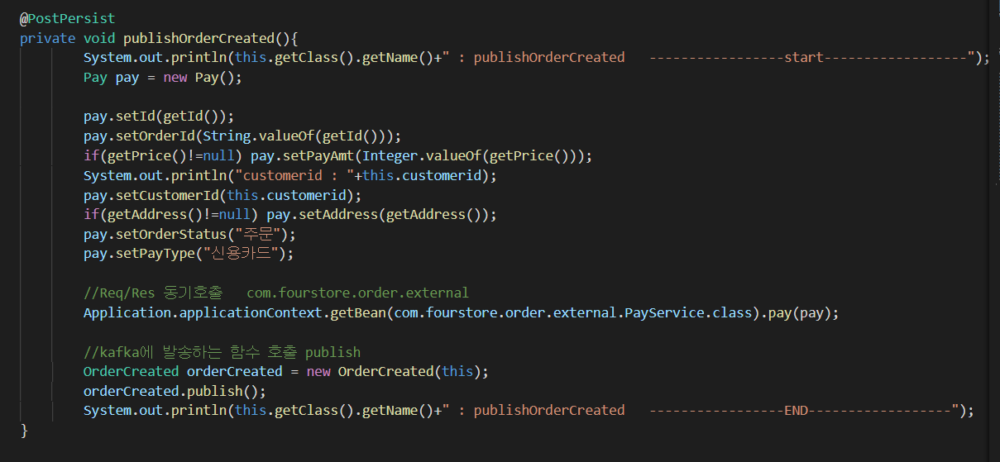 @PostPersist
private void publishOrderCreated(){
System.out.println(this.getClass().getName()+" : publishOrderCreated   -----------------start------------------");
Pay pay = new Pay();
pay.setId(getId());
pay.setOrderId(String.valueOf(getId()));
if(getPrice()!=null) pay.setPayAmt(Integer.valueOf(getPrice()));
System.out.println("customerid : "+this.customerid);
pay.setCustomerId(this.customerid);
if(getAddress()!=null) pay.setAddress(getAddress());
pay.setOrderStatus("주문");
pay.setPayType("신용카드");
//Req/Res 동기호출   com.fourstore.order.external
Application.applicationContext.getBean(com.fourstore.order.external.PayService.class).pay(pay);
//kafka에 발송하는 함수 호출 publish
OrderCreated orderCreated = new OrderCreated(this);
orderCreated.publish();
System.out.println(this.getClass().getName()+" : publishOrderCreated   -----------------END------------------");
}